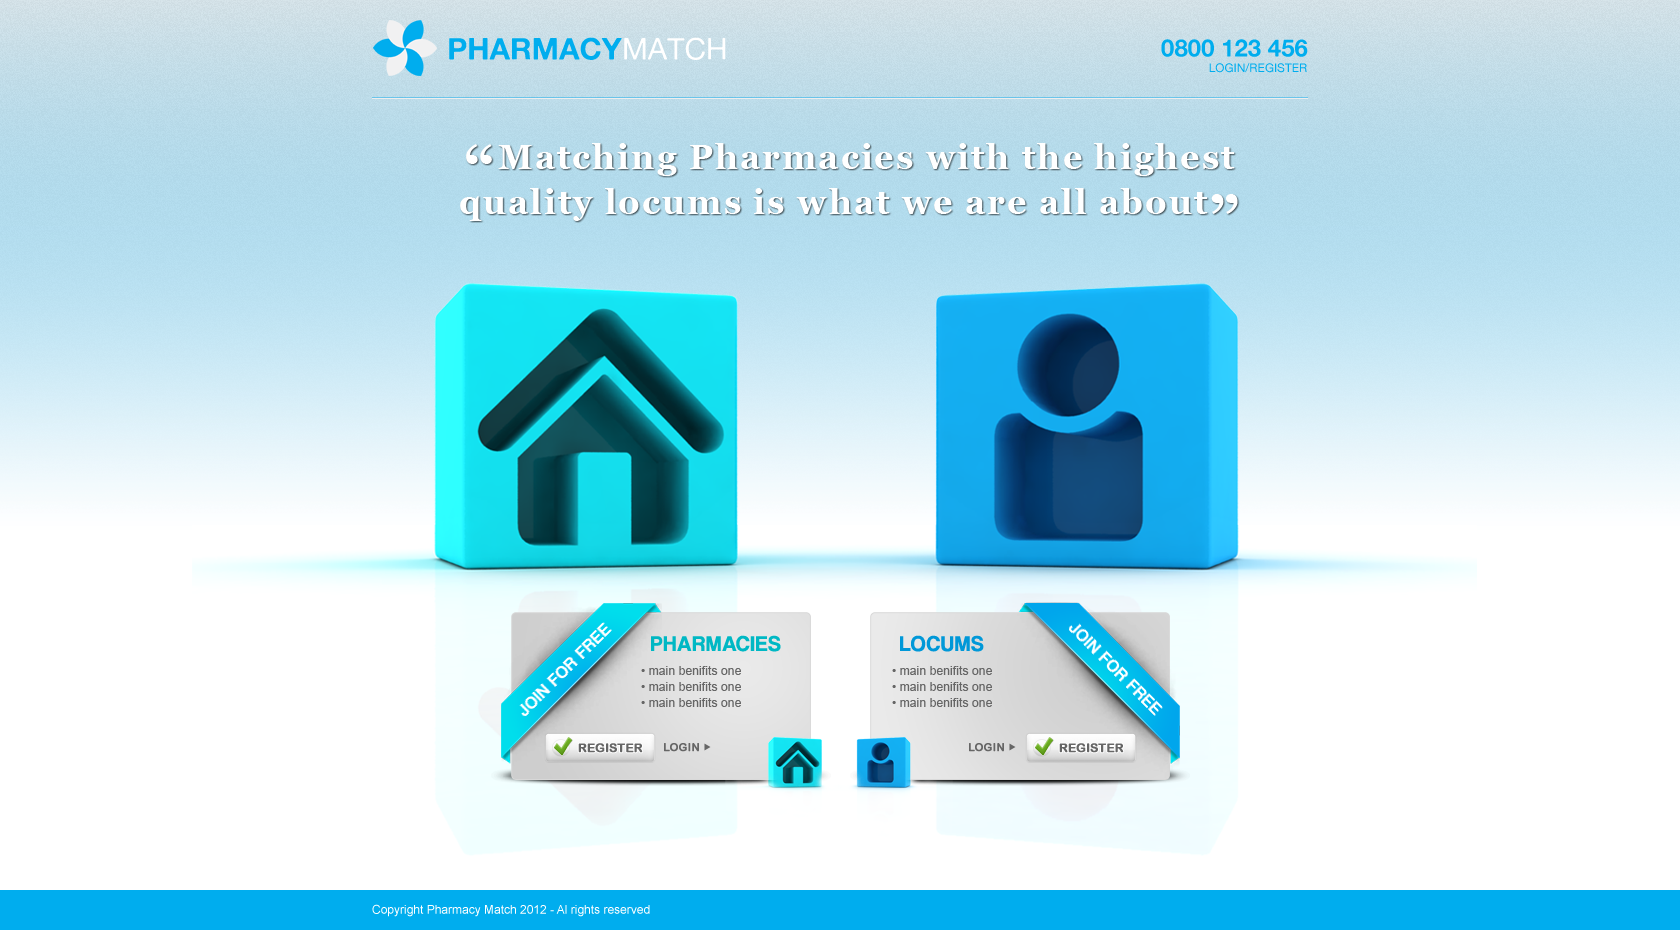 PHARMACYMATCH
0800 123 456
LOGIN/REGISTER
“Matching Pharmacies with the highest
quality locums is what we are all about”
JOIN FOR FREE
PHARMACIES
• main benifits one
• main benifits one
• main benifits one
REGISTER
LOGIN
LOCUMS
• main benifits one
• main benifits one
• main benifits one
JOIN FOR FREE
LOGIN
REGISTER
Copyright Pharmacy Match 2012 - Al rights reserved